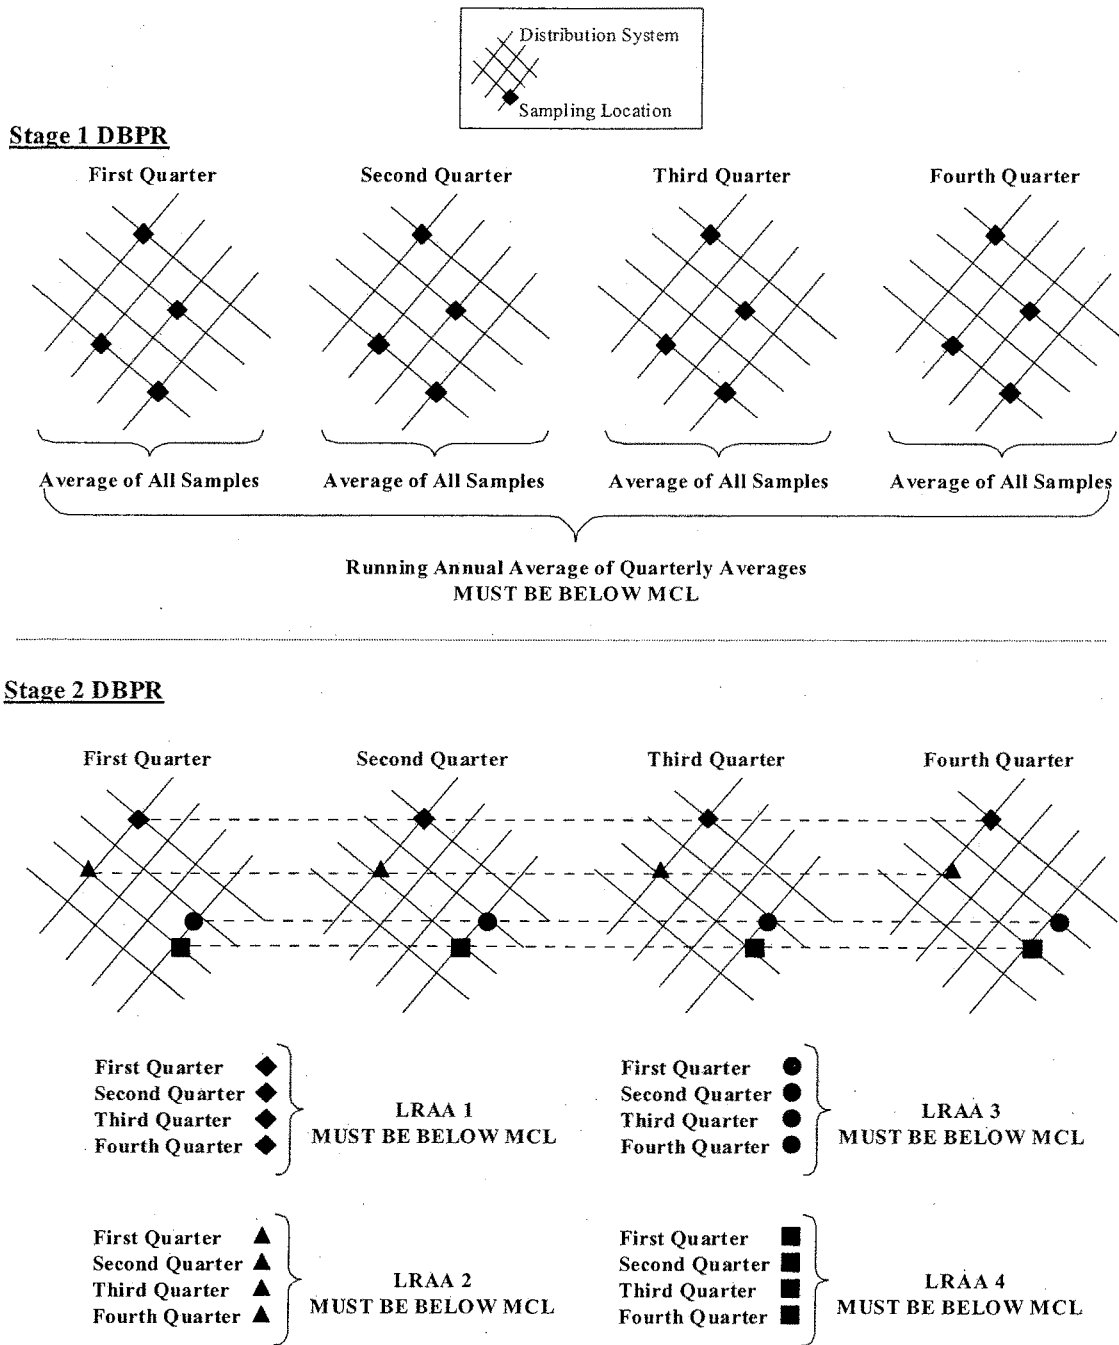 Distribution System
Sampling Location
Stage 1 DBPR
First Quarter
Second Quarter
Third Quarter
Fourth Quarter
Average of All Samples
Average of All Samples
Average of All Samples
Average of All Samples
Running Annual Average of Quarterly Averages
MUST BE BELOW MCL
Stage 2 DBPR
First Quarter
Second Quarter
Third Quarter
Fourth Quarter
First Quarter
Second Quarter
Third Quarter
Fourth Quarter
LRAA 1
MUST BE BELOW MCL
First Quarter
Second Quarter
Third Quarter
Fourth Quarter
LRAA 3
MUST BE BELOW MCL
First Quarter
Second Quarter
Third Quarter
Fourth Quarter
LRAA 2
MUST BE BELOW MCL
First Quarter
Second Quarter
Third Quarter
Fourth Quarter
LRAA 4
MUST BE BELOW MCL